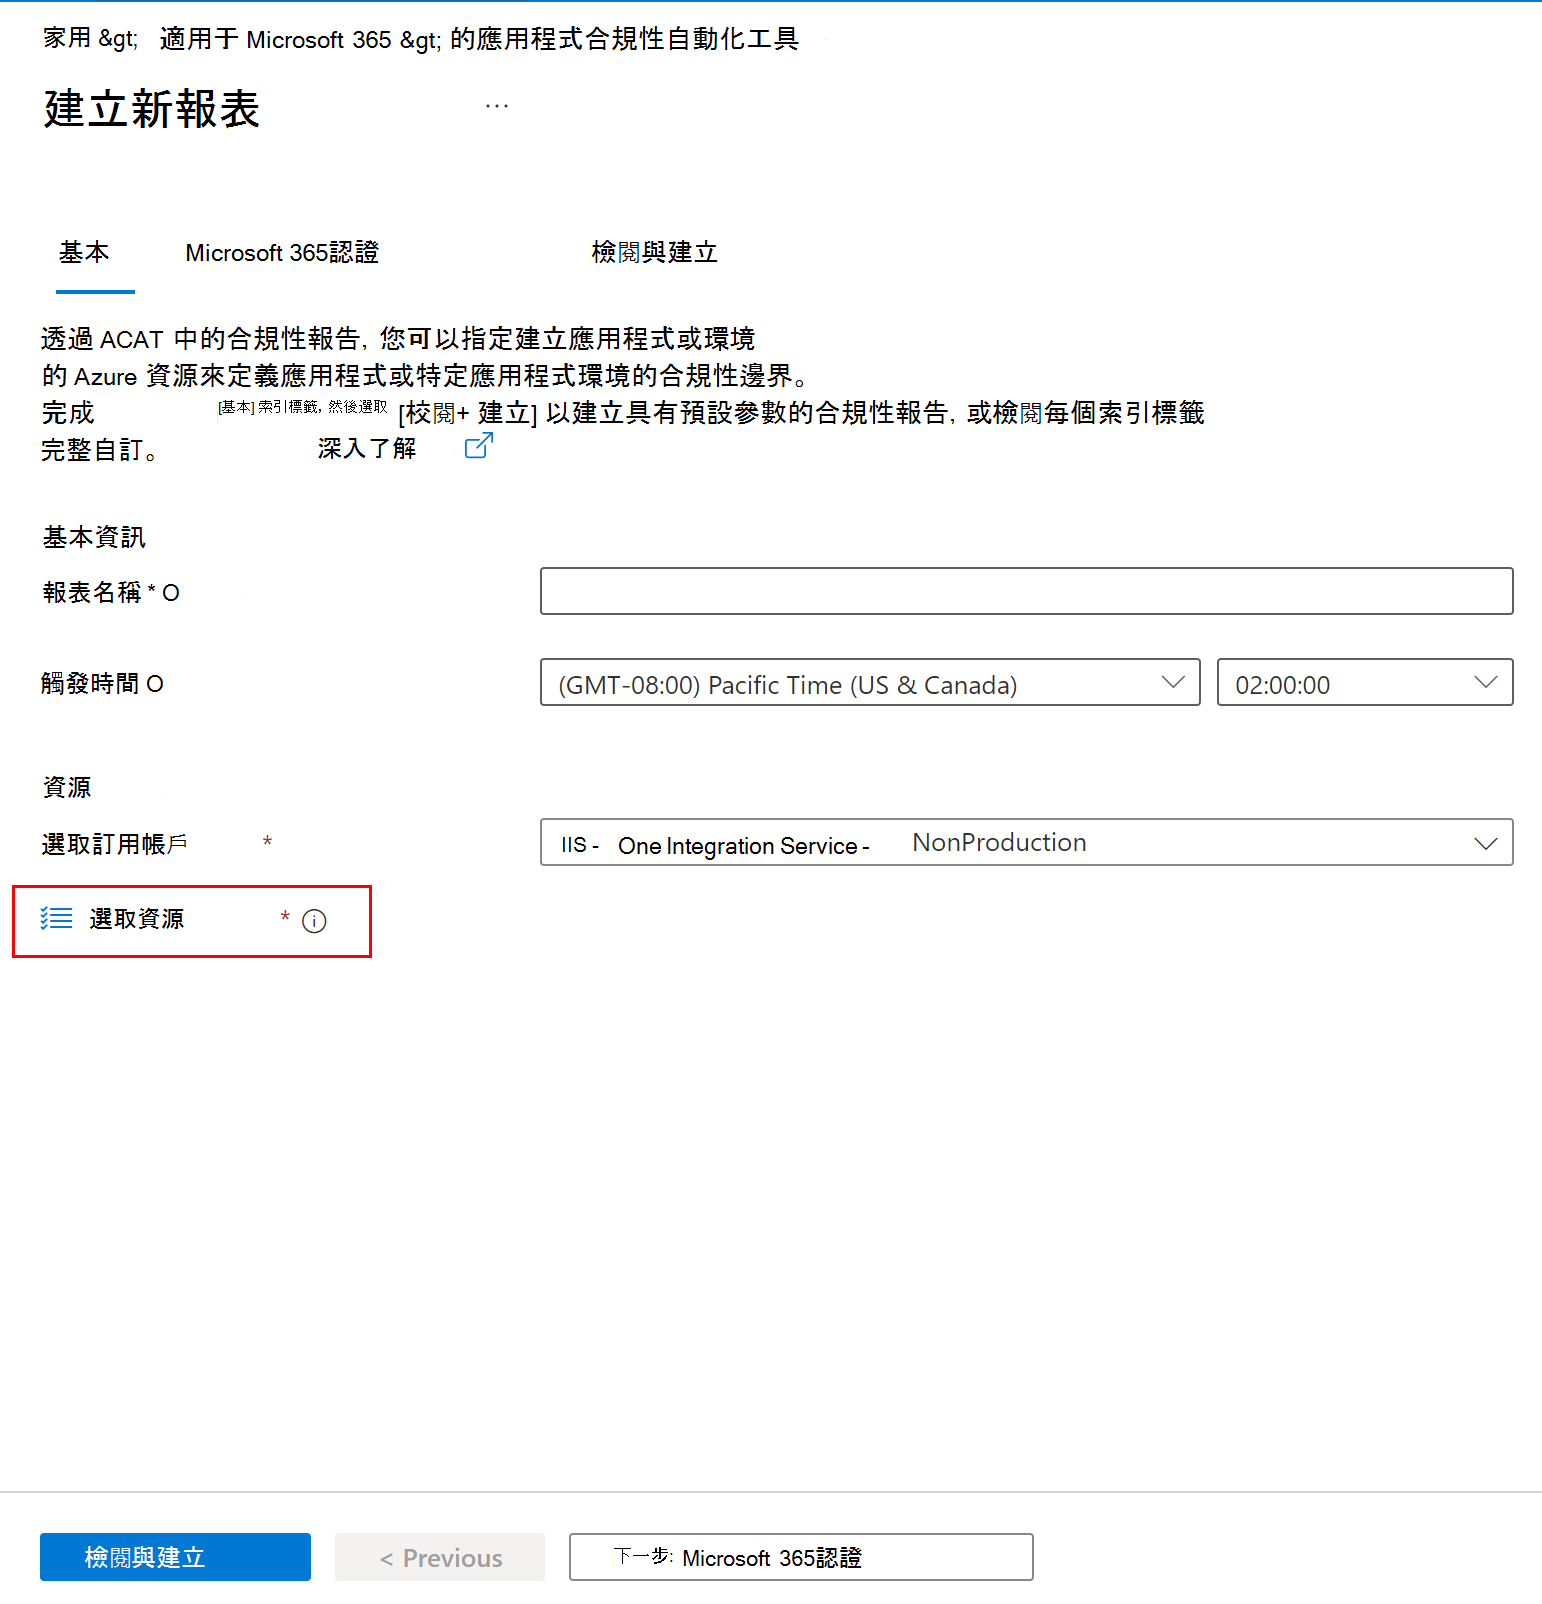 家用 &gt; 適用于 Microsoft 365 &gt; 的應用程式合規性自動化工具
建立新報表 ...
基本 Microsoft 365認證 檢閱與建立
透過 ACAT 中的合規性報告, 您可以指定建立應用程式或環境
的 Azure 資源來定義應用程式或特定應用程式環境的合規性邊界。
完成 [基本] 索引標籤, 然後選取 [校閱+ 建立] 以建立具有預設參數的合規性報告, 或檢閱每個索引標籤
完整自訂。 深入了解
基本資訊
報表名稱 * O
觸發時間 O (GMT-08:00) Pacific Time (US & Canada) 02:00:00
資源
選取訂用帳戶 * IIS - One Integration Service - NonProduction
選取資源 *
檢閱與建立 < Previous 下一步: Microsoft 365認證